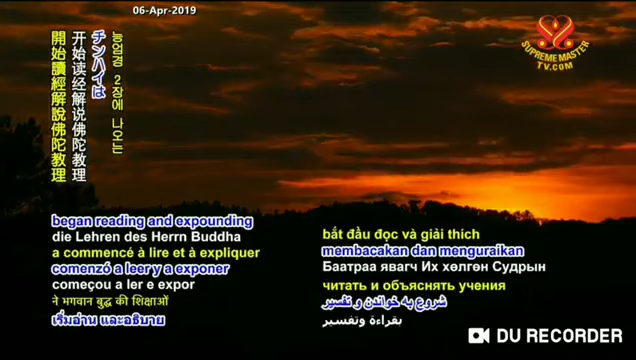 06-Apr-2019
SUPREME MASTER
TV.COM
開始讀經解說佛陀教理
开始读经解说佛陀教理
チンハイは
능엄경 2장에 나오는
began reading and expounding
die Lehren des Herrn Buddha
a commencé à lire et à expliquer
comenzó a leer y a exponer
começou a ler e expor
ने भगवान बुद्ध की शिक्षाओं
เริ่มอ่าน และอธิบาย
bắt đầu đọc và giải thích
membacakan dan menguraikan
Баатраа явагч Их хөлгөн Судрын
читать и объяснять учения
شروع به خواندن و تفسیر
بقراءة وتفسير
DU RECORDER